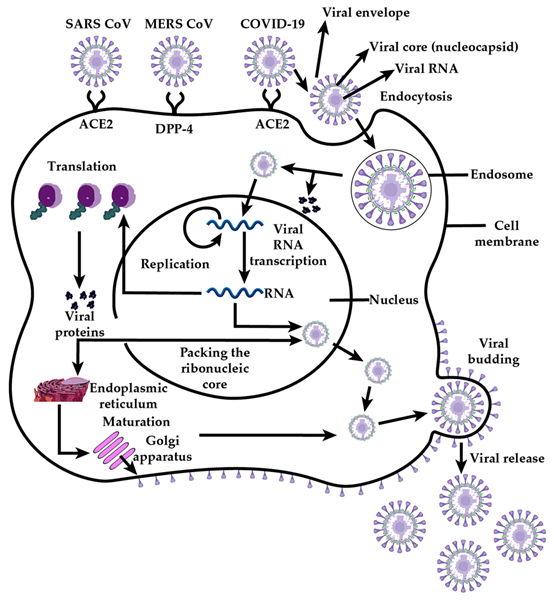 Viral envelope
SARS CoV
MERS CoV
COVID-19
Viral core (nucleocapsid)
Viral RNA
Endocytosis
ACE2
DPP-4
ACE2
Translation
Endosome
Viral
RNA
transcription
Cell
membrane
Replication
RNA
Nucleus
Viral
proteins
Packing the
ribonucleic
core
Viral
budding
Endoplasmic
reticulum
Maturation
Golgi
apparatus
Viral release